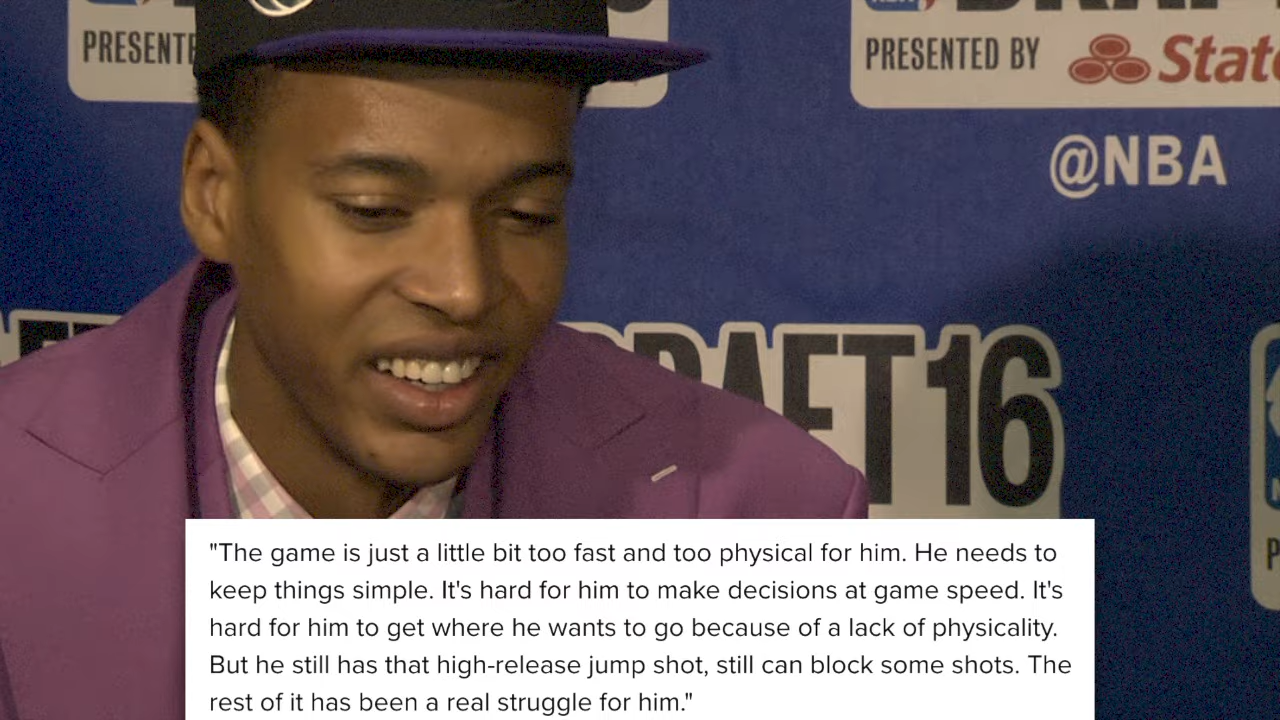 PRESENTED BY
State
@NBA
DRAFT16
"The game is just a little bit too fast and too physical for him. He needs to
keep things simple. It's hard for him to make decisions at game speed. It's
hard for him to get where he wants to go because of a lack of physicality.
But he still has that high-release jump shot, still can block some shots. The
rest of it has been a real struggle for him."